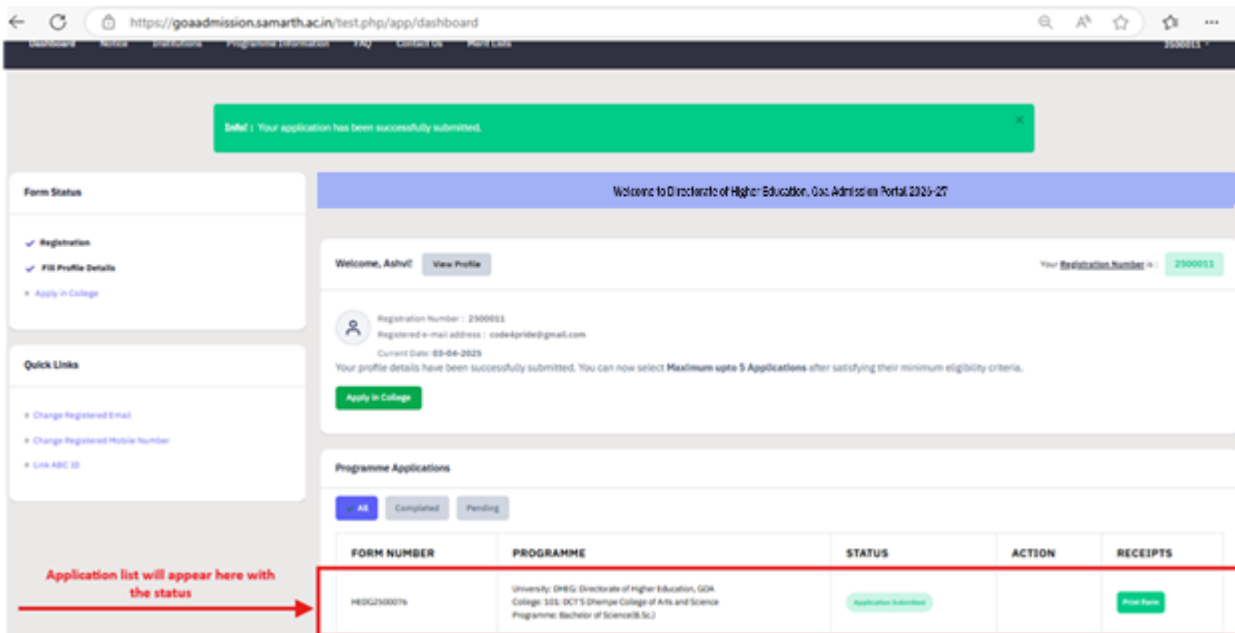 https://goaadmission.samarth.ac.in/test.php/app/dashboard
Dashboard Notice Institutions Programme Information FAQ Contact Us Merit Lists 2500011
Info! : Your application has been successfully submitted.
Form Status
Registration
Fill Profile Details
Apply in College
Quick Links
Change Registered Email
Change Registered Mobile Number
Link ABC ID
Welcome to Directorate of Higher Education, Goa Admission Portal 2026-27
Welcome, Ashvi! View Profile Your Registration Number is : 2500011
Registration Number : 2500011
Registered e-mail address : code4pride@gmail.com
Current Date: 03-04-2025
Your profile details have been successfully submitted. You can now select Maximum upto 5 Applications after satisfying their minimum eligibility criteria.
Apply in College
Programme Applications
All Completed Pending
FORM NUMBER PROGRAMME STATUS ACTION RECEIPTS
Application list will appear here with
the status
HEDG2500076
University: DHEG: Directorate of Higher Education, GOA
College: 101: DCT'S Dhempe College of Arts and Science
Programme: Bachelor of Science(B.Sc.)
Application Submitted
Print Form